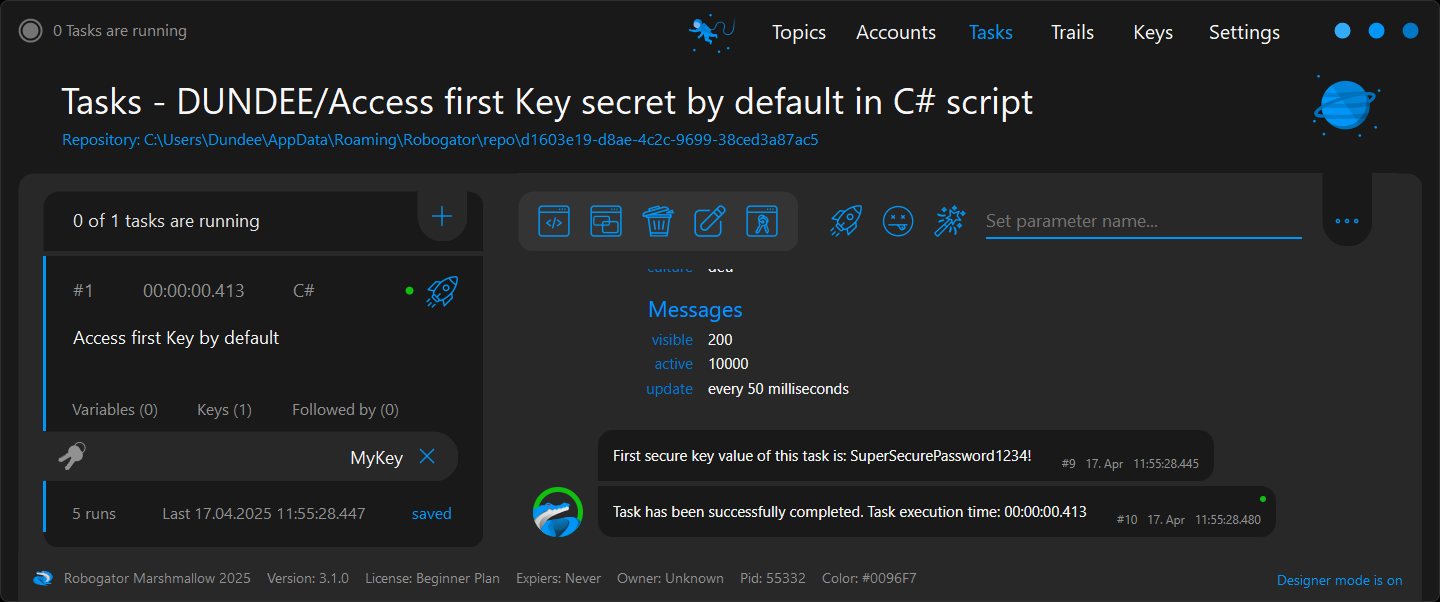 0 Tasks are running
Topics Accounts Tasks Trails Keys Settings
Tasks - DUNDEE/Access first Key secret by default in C# script
Repository: C:\Users\Dundee\AppData\Roaming\Robogator\repo\d1603e19-d8ae-4c2c-9699-38ced3a87ac5
0 of 1 tasks are running
Set parameter name...
#1 00:00:00.413 C#
Access first Key by default
Variables (0) Keys (1) Followed by (0)
MyKey
5 runs Last 17.04.2025 11:55:28.447 saved
culture deu
Messages
visible 200
active 10000
update every 50 milliseconds
First secure key value of this task is: SuperSecurePassword1234! #9 17. Apr 11:55:28.445
Task has been successfully completed. Task execution time: 00:00:00.413 #10 17. Apr 11:55:28.480
Robogator Marshmallow 2025 Version: 3.1.0 License: Beginner Plan Expiers: Never Owner: Unknown Pid: 55332 Color: #0096F7
Designer mode is on